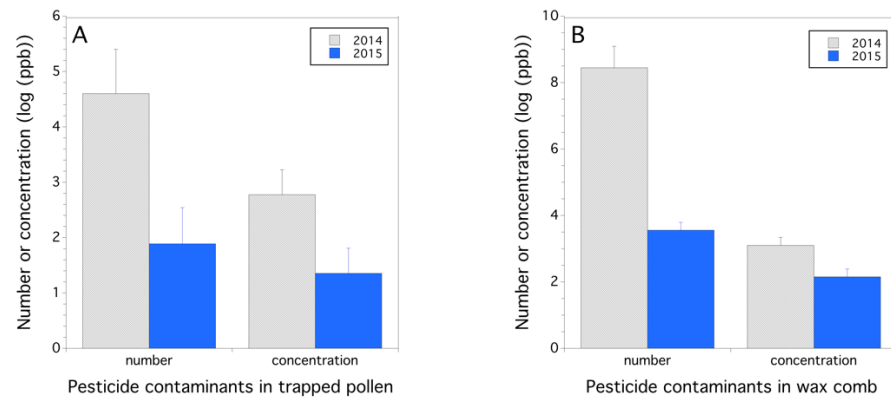 A
2014
2015
Number or concentration (log (ppb))
6
5
4
3
2
1
0
number concentration
Pesticide contaminants in trapped pollen
B
2014
2015
Number or concentration (log (ppb))
10
8
6
4
2
0
number concentration
Pesticide contaminants in wax comb